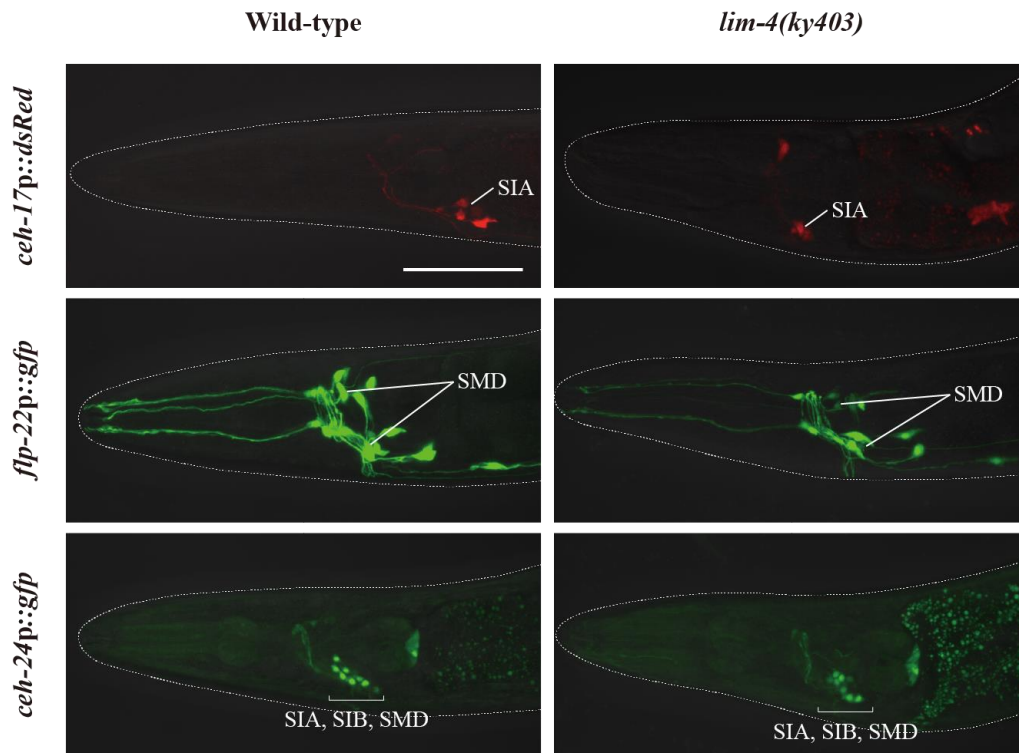 Wild-type
lim-4(ky403)
ceh-17p::dsRed
SIA
SIA
flp-22p::gfp
SMD
SMD
ceh-24p::gfp
SIA, SIB, SMD
SIA, SIB, SMD